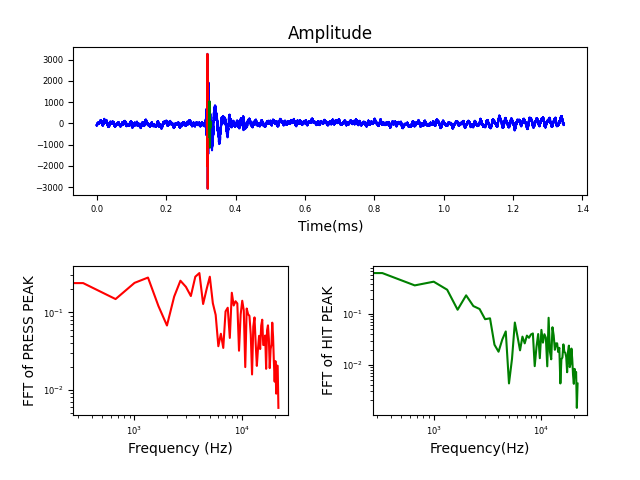 Amplitude
3000
2000
1000
0
−1000
−2000
−3000
0.0 0.2 0.4 0.6 0.8 1.0 1.2 1.4
Time(ms)
FFT of PRESS PEAK
10⁻¹
10⁻²
10³ 10⁴
Frequency (Hz)
FFT of HIT PEAK
10⁻¹
10⁻²
10³ 10⁴
Frequency(Hz)